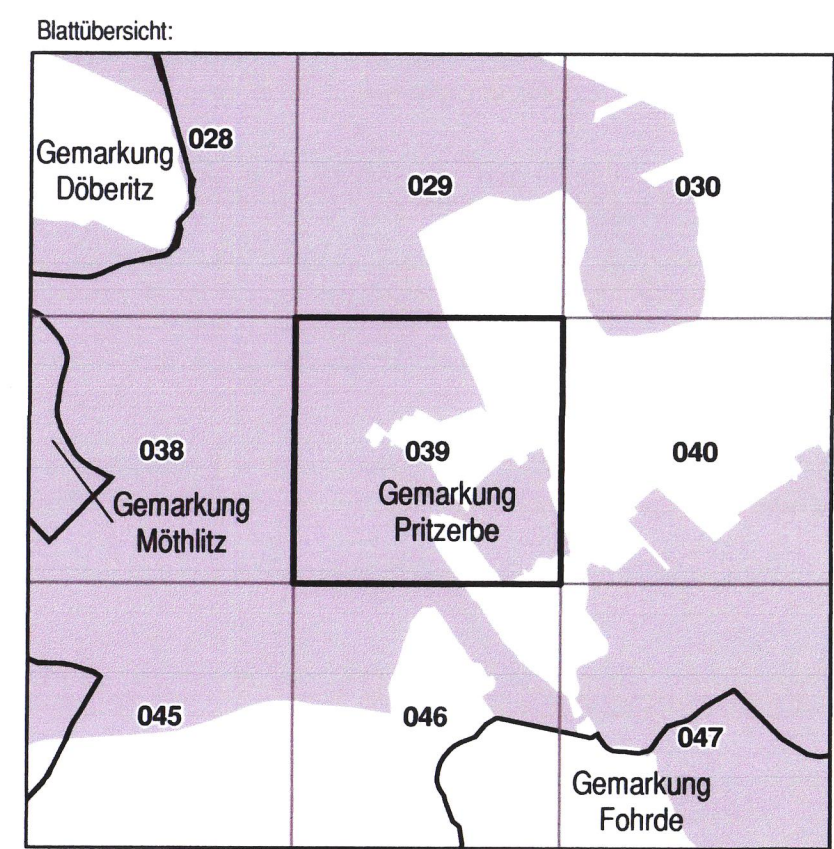 Blattübersicht:
028
Gemarkung
Döberitz
029
030
038
Gemarkung
Möthlitz
039
Gemarkung
Pritzerbe
040
045
046
047
Gemarkung
Fohrde